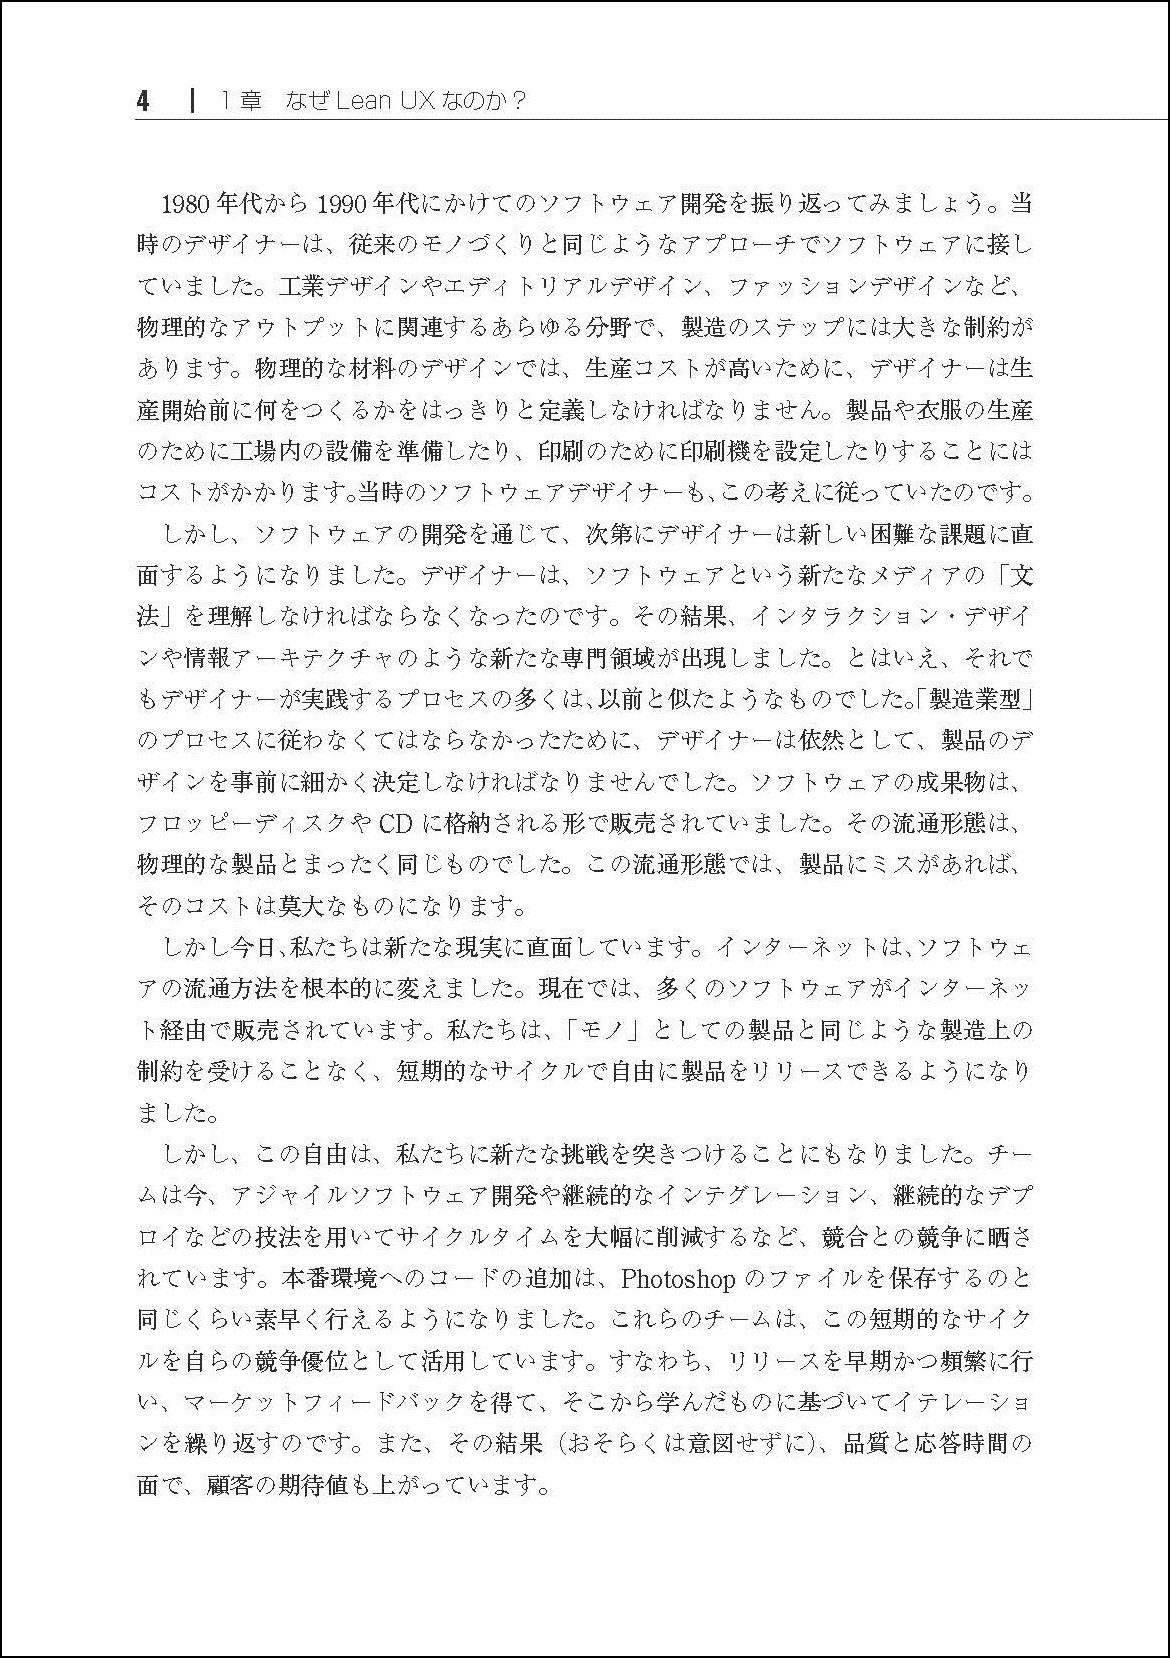 4 | 1章 なぜ Lean UX なのか？
　1980 年代から 1990 年代にかけてのソフトウェア開発を振り返ってみましょう。当
時のデザイナーは、従来のモノづくりと同じようなアプローチでソフトウェアに接し
ていました。工業デザインやエディトリアルデザイン、ファッションデザインなど、
物理的なアウトプットに関連するあらゆる分野で、製造のステップには大きな制約が
あります。物理的な材料のデザインでは、生産コストが高いために、デザイナーは生
産開始前に何をつくるかをはっきりと定義しなければなりません。製品や衣服の生産
のために工場内の設備を準備したり、印刷のために印刷機を設定したりすることには
コストがかかります。当時のソフトウェアデザイナーも、この考えに従っていたのです。
　しかし、ソフトウェアの開発を通じて、次第にデザイナーは新しい困難な課題に直
面するようになりました。デザイナーは、ソフトウェアという新たなメディアの「文
法」を理解しなければならなくなったのです。その結果、インタラクション・デザイ
ンや情報アーキテクチャのような新たな専門領域が出現しました。とはいえ、それで
もデザイナーが実践するプロセスの多くは、以前と似たようなものでした。「製造業型」
のプロセスに従わなくてはならなかったために、デザイナーは依然として、製品のデ
ザインを事前に細かく決定しなければなりませんでした。ソフトウェアの成果物は、
フロッピーディスクや CD に格納される形で販売されていました。その流通形態は、
物理的な製品とまったく同じものでした。この流通形態では、製品にミスがあれば、
そのコストは莫大なものになります。
　しかし今日、私たちは新たな現実に直面しています。インターネットは、ソフトウェ
アの流通方法を根本的に変えました。現在では、多くのソフトウェアがインターネッ
ト経由で販売されています。私たちは、「モノ」としての製品と同じような製造上の
制約を受けることなく、短期的なサイクルで自由に製品をリリースできるようになり
ました。
　しかし、この自由は、私たちに新たな挑戦を突きつけることにもなりました。チー
ムは今、アジャイルソフトウェア開発や継続的なインテグレーション、継続的なデプ
ロイなどの技法を用いてサイクルタイムを大幅に削減するなど、競合との競争に晒さ
れています。本番環境へのコードの追加は、Photoshop のファイルを保存するのと
同じくらい素早く行えるようになりました。これらのチームは、この短期的なサイク
ルを自らの競争優位として活用しています。すなわち、リリースを早期かつ頻繁に行
い、マーケットフィードバックを得て、そこから学んだものに基づいてイテレーショ
ンを繰り返すのです。また、その結果（おそらくは意図せずに）、品質と応答時間の
面で、顧客の期待値も上がっています。